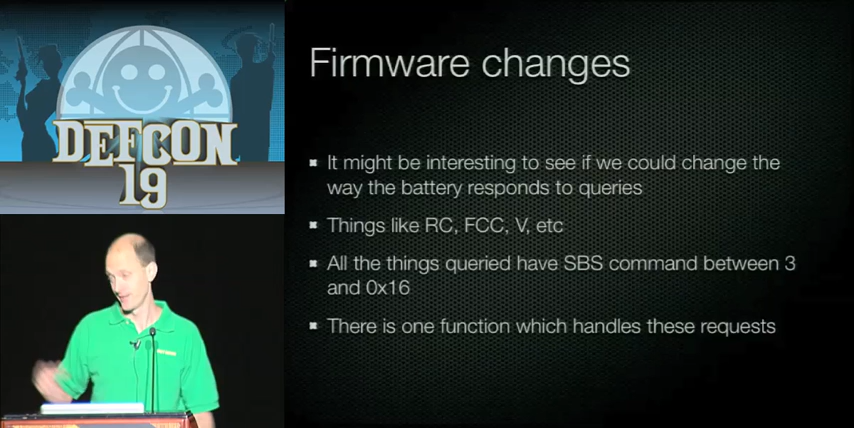 DEFCON
19
Firmware changes
It might be interesting to see if we could change the
way the battery responds to queries
Things like RC, FCC, V, etc
All the things queried have SBS command between 3
and 0x16
There is one function which handles these requests